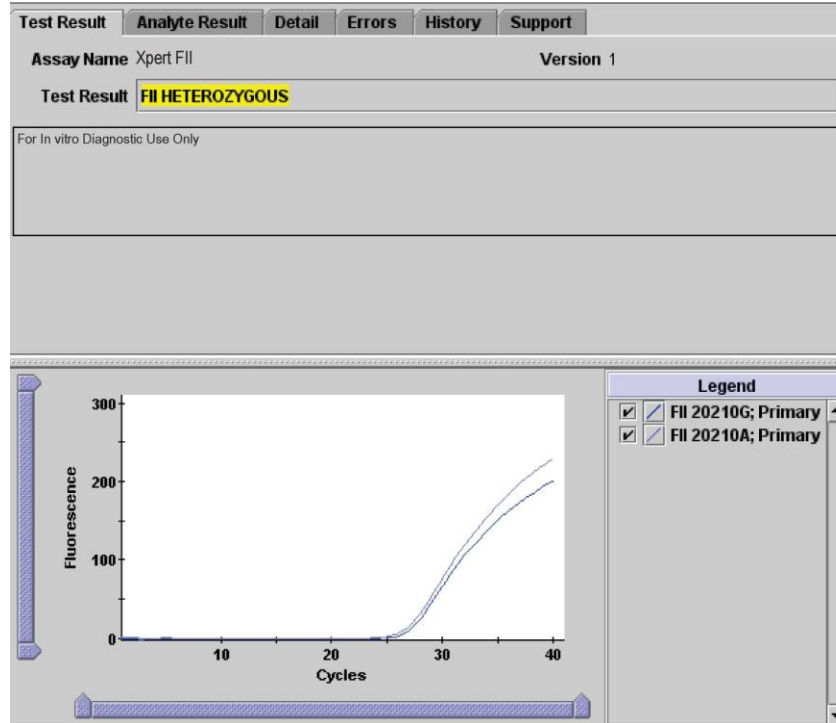 Test Result Analyte Result Detail Errors History Support
Assay Name Xpert FII Version 1
Test Result FII HETEROZYGOUS
For In vitro Diagnostic Use Only
Legend
FII 20210G; Primary
FII 20210A; Primary
300
200
100
0
Fluorescence
10 20 30 40
Cycles